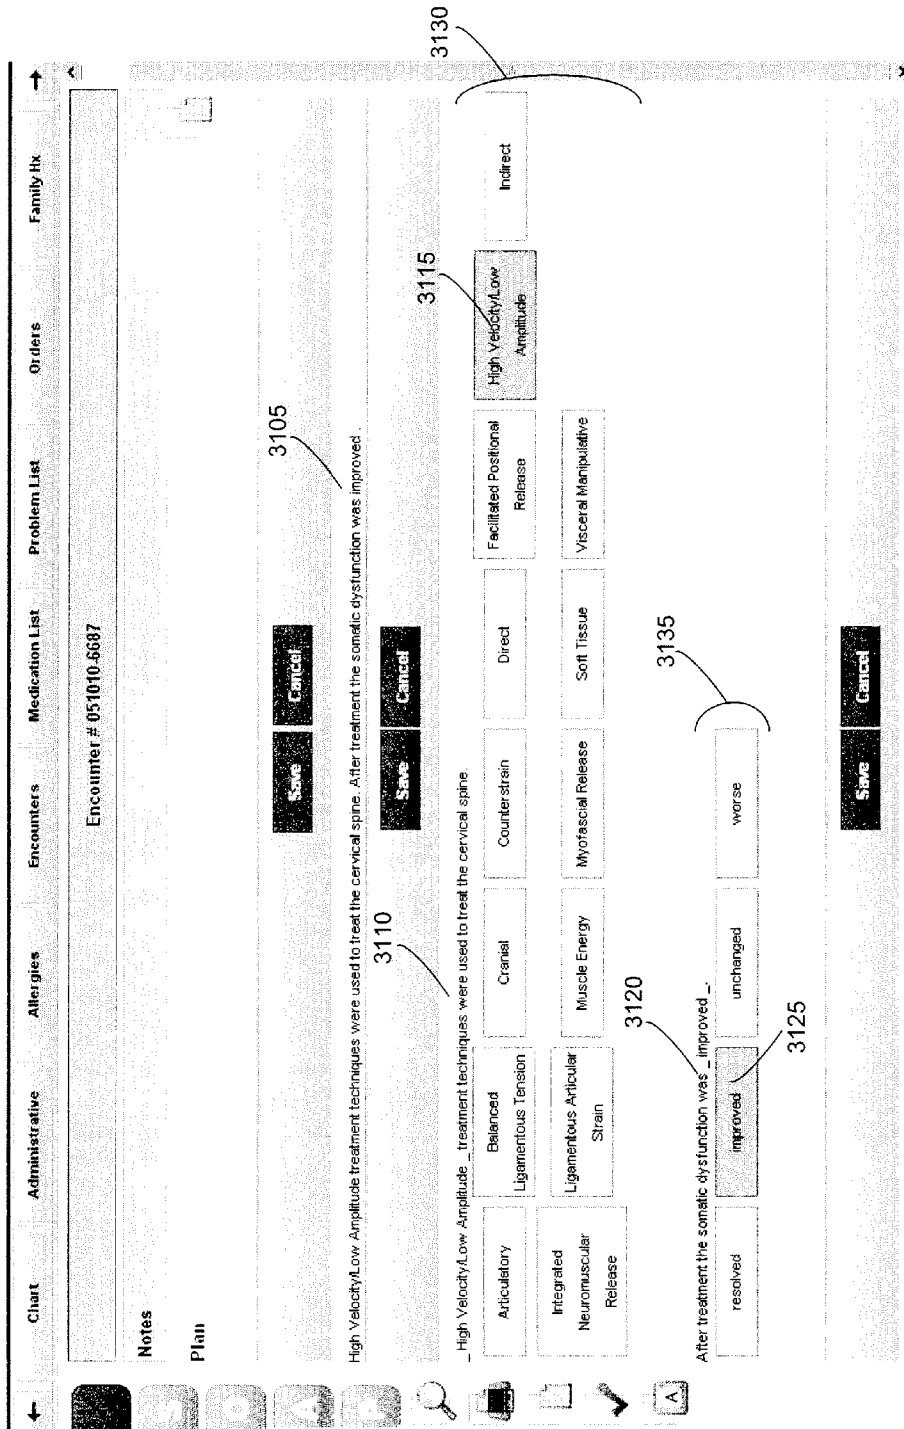 Chart Administrative Allergies Encounters Medication List Problem List Orders Family Hx
Encounter # 051010-6687
Notes
Plan
Save Cancel
3105
High Velocity/Low Amplitude treatment techniques were used to treat the cervical spine. After treatment the somatic dysfunction was improved .
Save Cancel
3110
3115
3130
_ High Velocity/Low Amplitude _ treatment techniques were used to treat the cervical spine.
Articulatory
Balanced
Ligamentous Tension
Cranial
Counterstrain
Direct
Facilitated Positional
Release
High Velocity/Low
Amplitude
Indirect
Integrated
Neuromuscular
Release
Ligamentous Articular
Strain
Muscle Energy
Myofascial Release
Soft Tissue
Visceral Manipulative
3120
3135
After treatment the somatic dysfunction was _ improved _.
resolved improved unchanged worse
3125
Save Cancel
A